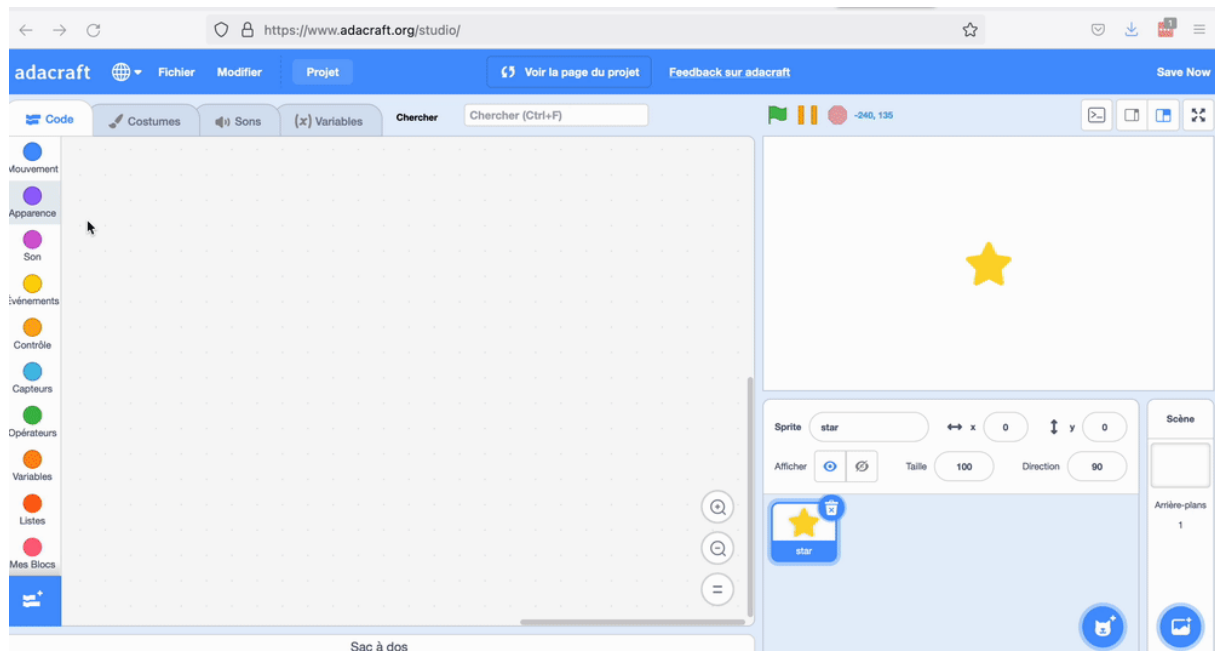 https://www.adacraft.org/studio/
1
adacraft Fichier Modifier Projet Voir la page du projet Feedback sur adacraft Save Now
Code Costumes Sons (x) Variables Chercher Chercher (Ctrl+F) -240, 135
Mouvement
Apparence
Son
Événements
Contrôle
Capteurs
Opérateurs
Variables
Listes
Mes Blocs
Sac à dos
Sprite star x 0 y 0
Afficher Taille 100 Direction 90
star
Scène
Arrière-plans
1